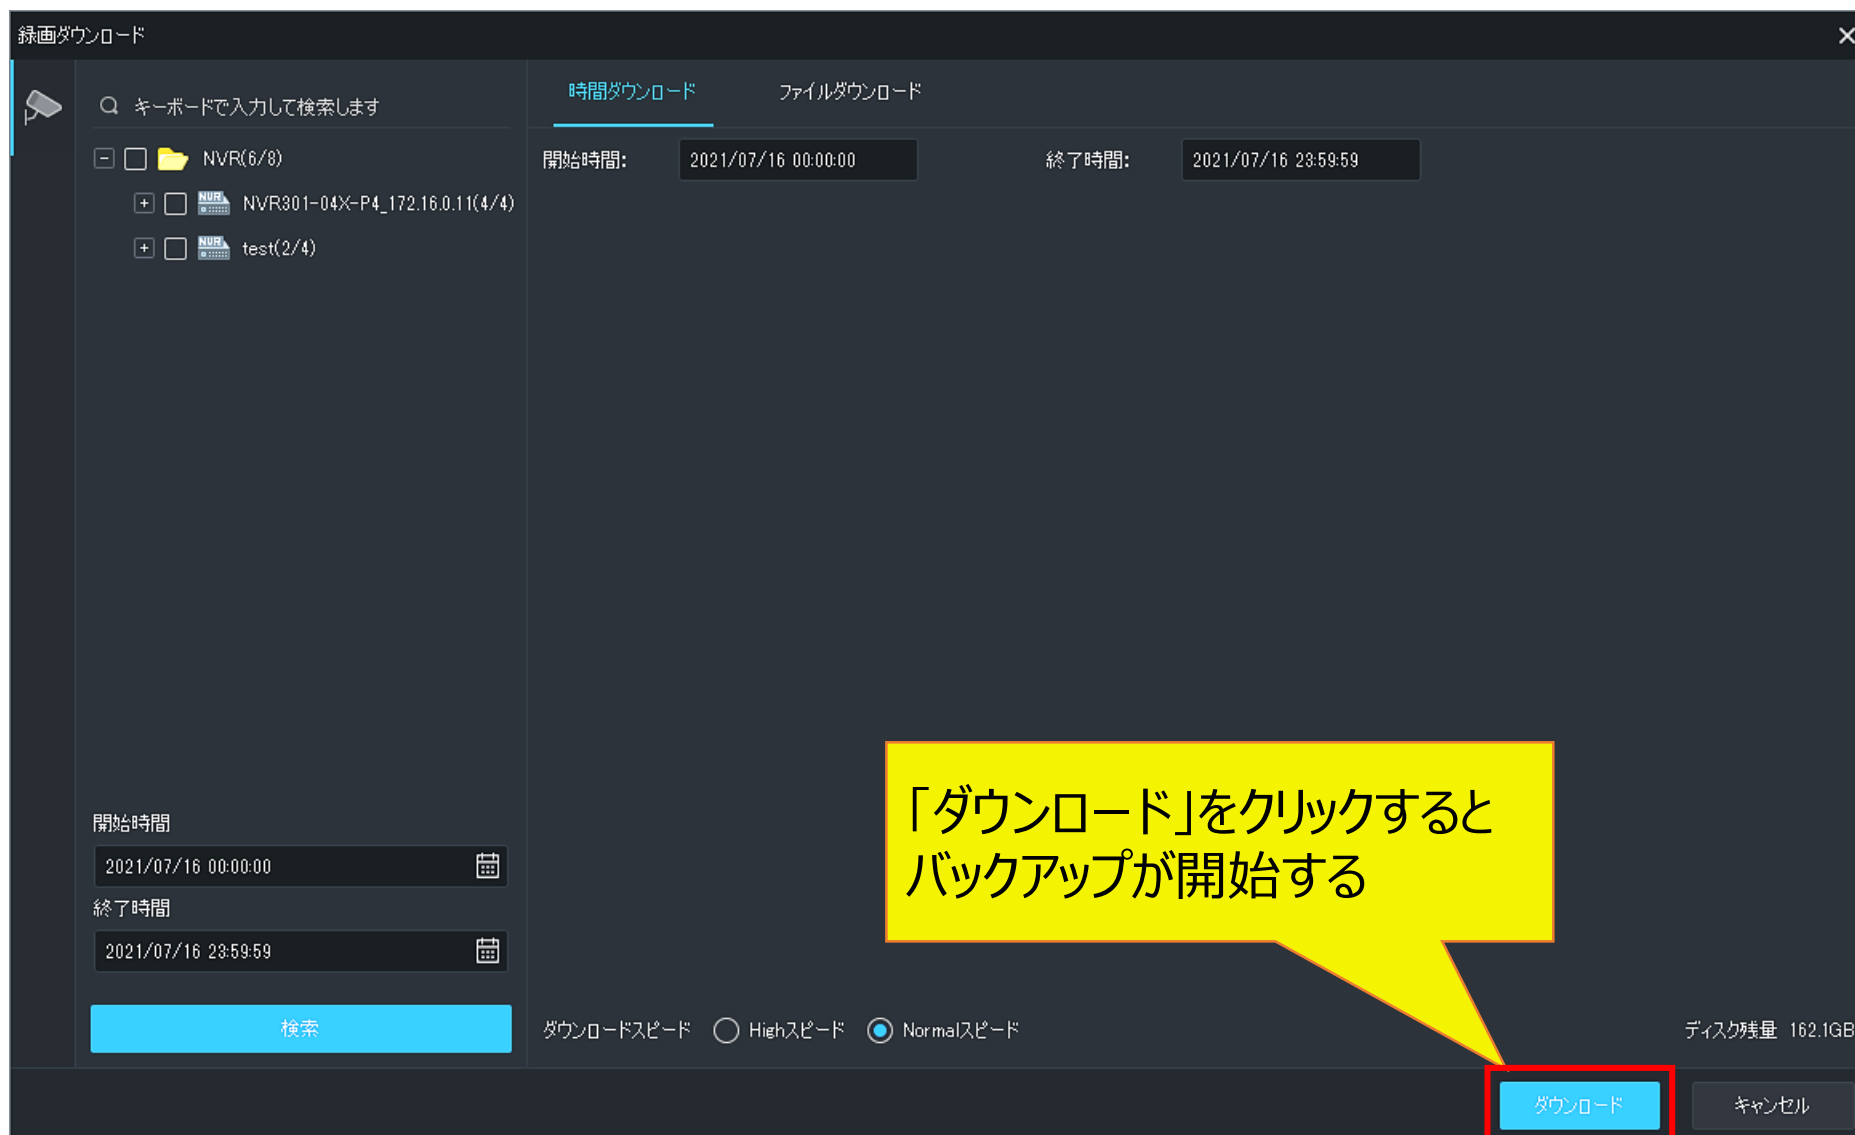 録画ダウンロード
キーボードで入力して検索します
NVR(6/8)
NVR301-04X-P4_172.16.0.11(4/4)
test(2/4)
開始時間
2021/07/16 00:00:00
終了時間
2021/07/16 23:59:59
検索
時間ダウンロード ファイルダウンロード
開始時間: 2021/07/16 00:00:00 終了時間: 2021/07/16 23:59:59
「ダウンロード」をクリックすると
バックアップが開始する
ダウンロードスピード Highスピード Normalスピード ディスク残量 162.1GB
ダウンロード キャンセル